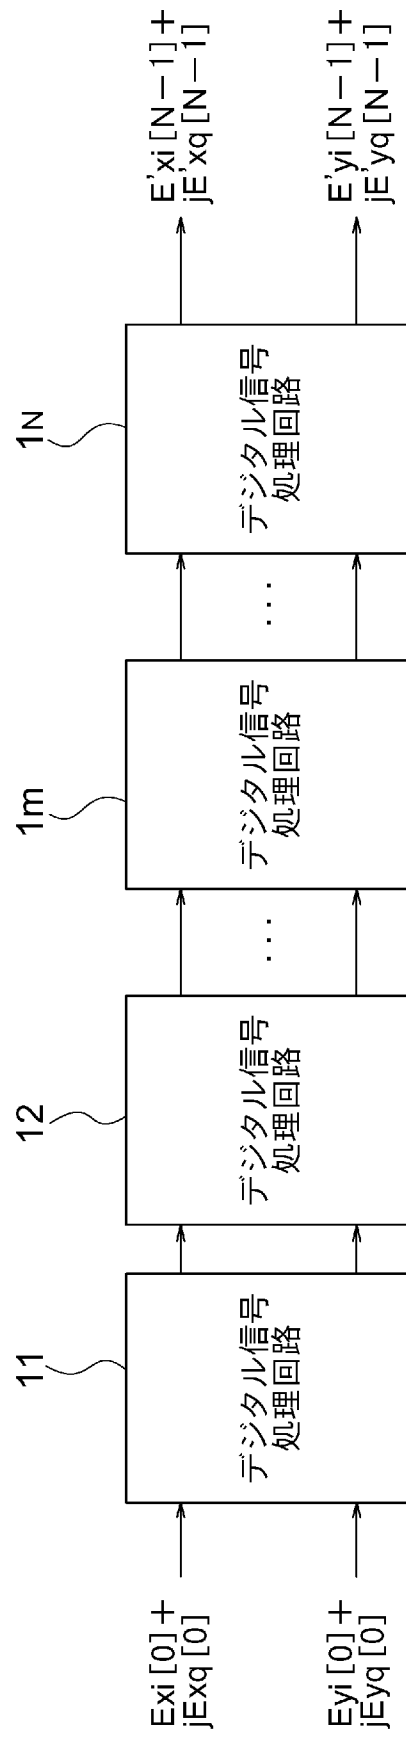 11
12
1m
1N
Exi[0]+
jExq[0]
Eyi[0]+
jEyq[0]
デジタル信号
処理回路
デジタル信号
処理回路
...
デジタル信号
処理回路
...
デジタル信号
処理回路
E'xi[N−1]+
jE'xq[N−1]
E'yi[N−1]+
jE'yq[N−1]